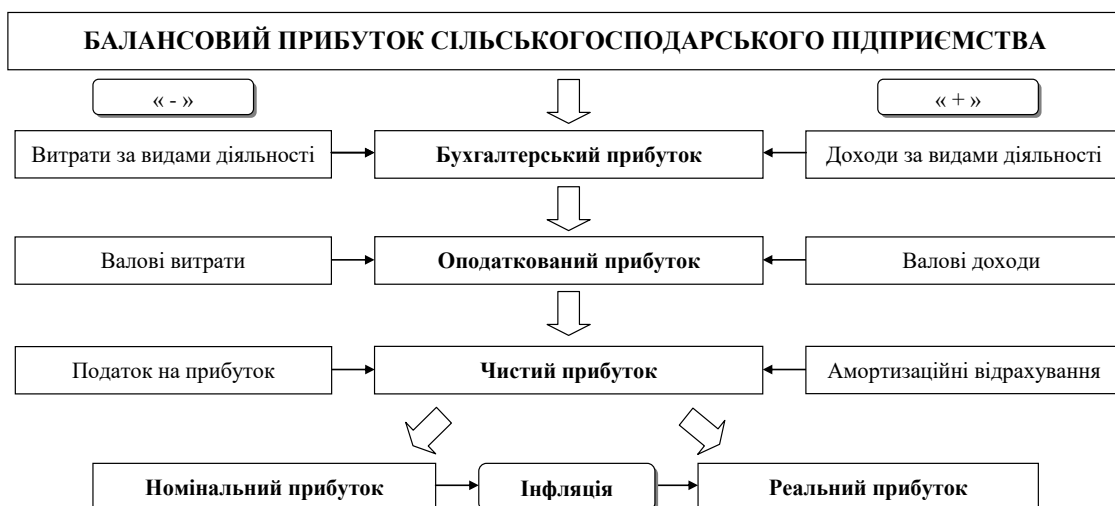 БАЛАНСОВИЙ ПРИБУТОК СІЛЬСЬКОГОСПОДАРСЬКОГО ПІДПРИЄМСТВА
« - »
« + »
Витрати за видами діяльності
Бухгалтерський прибуток
Доходи за видами діяльності
Валові витрати
Оподаткований прибуток
Валові доходи
Податок на прибуток
Чистий прибуток
Амортизаційні відрахування
Номінальний прибуток
Інфляція
Реальний прибуток